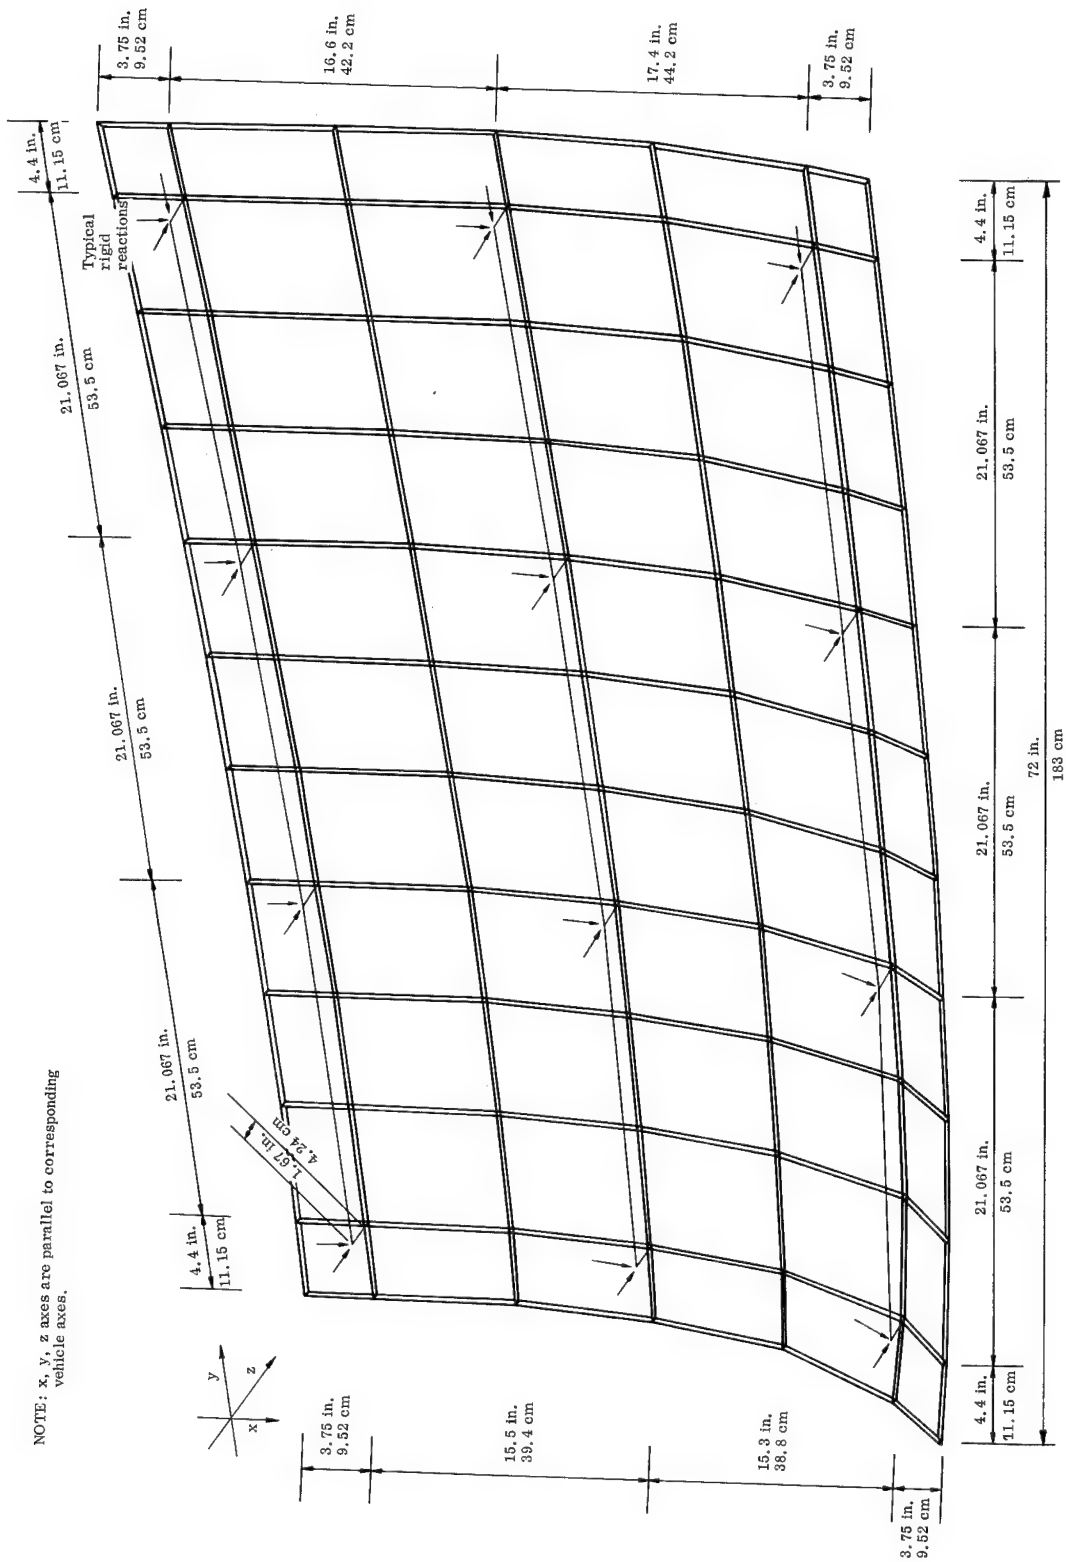 3.75 in.
9.52 cm
16.6 in.
42.2 cm
17.4 in.
44.2 cm
3.75 in.
9.52 cm
4.4 in.
11.15 cm
Typical
rigid
reactions
21.067 in.
53.5 cm
21.067 in.
53.5 cm
21.067 in.
53.5 cm
4.4 in.
11.15 cm
1.67 in.
4.24 cm
NOTE: x, y, z axes are parallel to corresponding
vehicle axes.
y
z
x
3.75 in.
9.52 cm
15.5 in.
39.4 cm
15.3 in.
38.8 cm
3.75 in.
9.52 cm
4.4 in.
11.15 cm
21.067 in.
53.5 cm
21.067 in.
53.5 cm
21.067 in.
53.5 cm
4.4 in.
11.15 cm
72 in.
183 cm